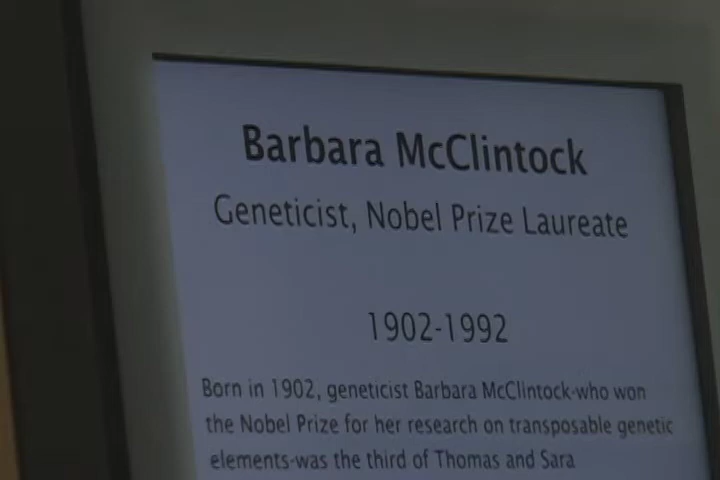 Barbara McClintock
Geneticist, Nobel Prize Laureate
1902-1992
Born in 1902, geneticist Barbara McClintock-who won
the Nobel Prize for her research on transposable genetic
elements-was the third of Thomas and Sara